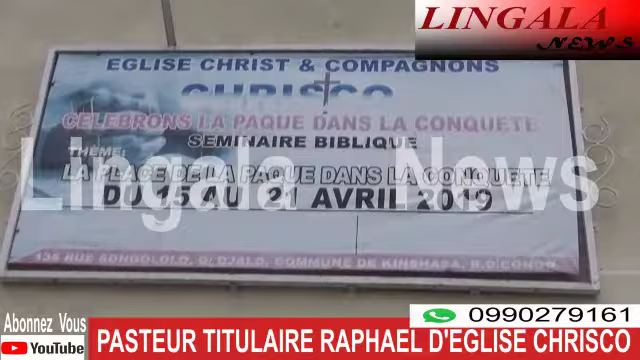 LINGALA
NEWS
EGLISE CHRIST & COMPAGNONS
CHRISCO
CELEBRONS LA PAQUE DANS LA CONQUETE
SEMINAIRE BIBLIQUE
THEME:
LA PLACE DE LA PAQUE DANS LA CONQUETE
DU 15 AU 21 AVRIL 2019
Lingala News
COMMUNE DE KINSHASA, R.D.CONGO
0990279161
Abonnez Vous
YouTube
PASTEUR TITULAIRE RAPHAEL D'EGLISE CHRISCO